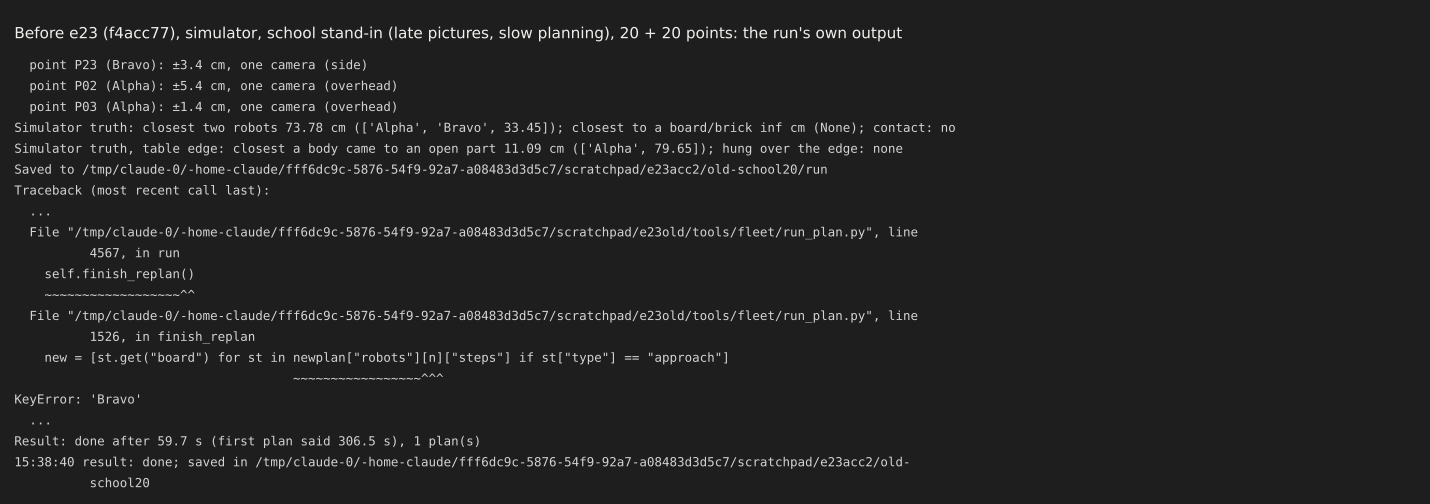 Before e23 (f4acc77), simulator, school stand-in (late pictures, slow planning), 20 + 20 points: the run's own output
point P23 (Bravo): ±3.4 cm, one camera (side)
point P02 (Alpha): ±5.4 cm, one camera (overhead)
point P03 (Alpha): ±1.4 cm, one camera (overhead)
Simulator truth: closest two robots 73.78 cm (['Alpha', 'Bravo', 33.45]); closest to a board/brick inf cm (None); contact: no
Simulator truth, table edge: closest a body came to an open part 11.09 cm (['Alpha', 79.65]); hung over the edge: none
Saved to /tmp/claude-0/-home-claude/fff6dc9c-5876-54f9-92a7-a08483d3d5c7/scratchpad/e23acc2/old-school20/run
Traceback (most recent call last):
...
File "/tmp/claude-0/-home-claude/fff6dc9c-5876-54f9-92a7-a08483d3d5c7/scratchpad/e23old/tools/fleet/run_plan.py", line
4567, in run
self.finish_replan()
~~~~~~~~~~~~~~~~~~^^
File "/tmp/claude-0/-home-claude/fff6dc9c-5876-54f9-92a7-a08483d3d5c7/scratchpad/e23old/tools/fleet/run_plan.py", line
1526, in finish_replan
new = [st.get("board") for st in newplan["robots"][n]["steps"] if st["type"] == "approach"]
~~~~~~~~~~~~~~~~~^^^
KeyError: 'Bravo'
...
Result: done after 59.7 s (first plan said 306.5 s), 1 plan(s)
15:38:40 result: done; saved in /tmp/claude-0/-home-claude/fff6dc9c-5876-54f9-92a7-a08483d3d5c7/scratchpad/e23acc2/old-
school20